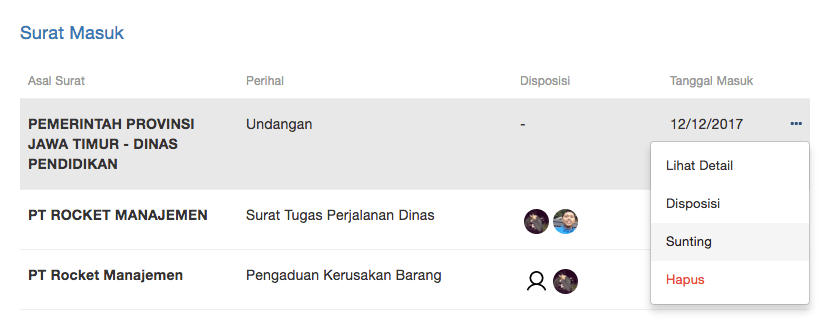 Surat Masuk
Asal Surat Perihal Disposisi Tanggal Masuk
PEMERINTAH PROVINSI Undangan - 12/12/2017 •••
JAWA TIMUR - DINAS
PENDIDIKAN
Lihat Detail
Disposisi
PT ROCKET MANAJEMEN Surat Tugas Perjalanan Dinas
Sunting
PT Rocket Manajemen Pengaduan Kerusakan Barang
Hapus